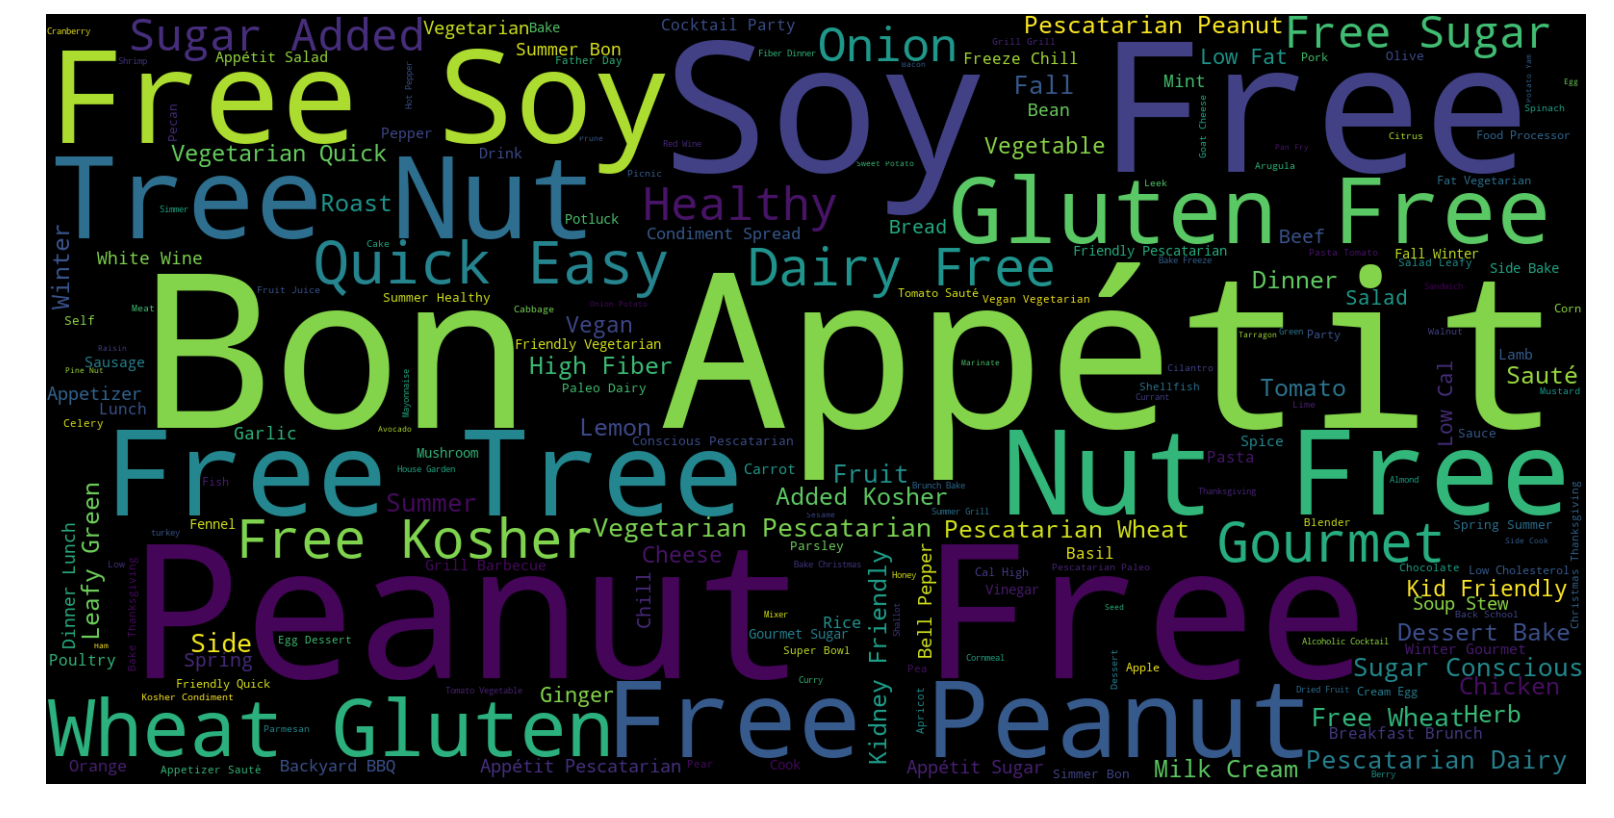 Cranberry
Sugar Added
Vegetarian
Bake
Cocktail Party
Onion
Grill Grill
Pescatarian Peanut
Free Sugar
Shrimp
Appétit Salad
Summer Bon
Father Day
Fiber Dinner
Freeze Chill
Low Fat
Pork
Olive
Potato Yam
Free Soy
Soy Free
Bacon
Fall
Mint
Egg
Hot Pepper
Pecan
Pepper
Bean
Spinach
Goat Cheese
Citrus
Food Processor
Prune
Red Wine
Vegetable
Pan Fry
Vegetarian Quick
Drink
Sweet Potato
Arugula
Tree Nut
Picnic
Leek
Fat Vegetarian
Simmer
Roast
Healthy
Gluten Free
Potluck
Bread
Winter
Condiment Spread
Beef
White Wine
Cake
Quick Easy
Dairy Free
Friendly Pescatarian
Pasta Tomato
Fall Winter
Bake Freeze
Salad Leafy
Side Bake
Dinner
Fruit Juice
Summer Healthy
Onion Potato
Tomato Sauté
Vegan Vegetarian
Salad
Sandwich
Meat
Cabbage
Corn
Bon Appétit
Self
Vegan
Tarragon
Green
Party
Walnut
Raisin
Friendly Vegetarian
Sausage
Marinate
Lamb
Pine Nut
High Fiber
Cilantro
Sauté
Appetizer
Mayonnaise
Paleo Dairy
Shellfish
Tomato
Low Cal
Mustard
Currant
Lunch
Lime
Celery
Avocado
Lemon
Garlic
Conscious Pescatarian
Spice
Sauce
Mushroom
Pasta
House Garden
Carrot
Free Tree
Fruit
Nut Free
Fish
Brunch Bake
Almond
Thanksgiving
Summer
Added Kosher
Sesame
Summer Grill
Leafy Green
Dinner Lunch
Fennel
turkey
Free Kosher
Vegetarian Pescatarian
Pescatarian Wheat
Blender
Spring Summer
Christmas Thanksgiving
Gourmet
Side Cook
Parsley
Cheese
Basil
Low
Grill Barbecue
Bake Christmas
Kidney Friendly
Bell Pepper
Honey
Cal High
Pescatarian Paleo
Chocolate
Low Cholesterol
Peanut Free
Chill
Vinegar
Kid Friendly
Bake Thanksgiving
Mixer
Seed
Soup Stew
Back School
Rice
Shallot
Ham
Side
Egg Dessert
Gourmet Sugar
Dessert Bake
Alcoholic Cocktail
Super Bowl
Winter Gourmet
Poultry
Spring
Pea
Cornmeal
Dessert
Apple
Sugar Conscious
Friendly Quick
Curry
Chicken
Kosher Condiment
Tomato Vegetable
Ginger
Apricot
Dried Fruit
Cream Egg
Wheat Gluten
Free Peanut
Free Wheat
Herb
Parmesan
Breakfast Brunch
Orange
Appetizer Sauté
Backyard BBQ
Appétit Pescatarian
Pear
Cook
Appétit Sugar
Simmer Bon
Milk Cream
Pescatarian Dairy
Berry